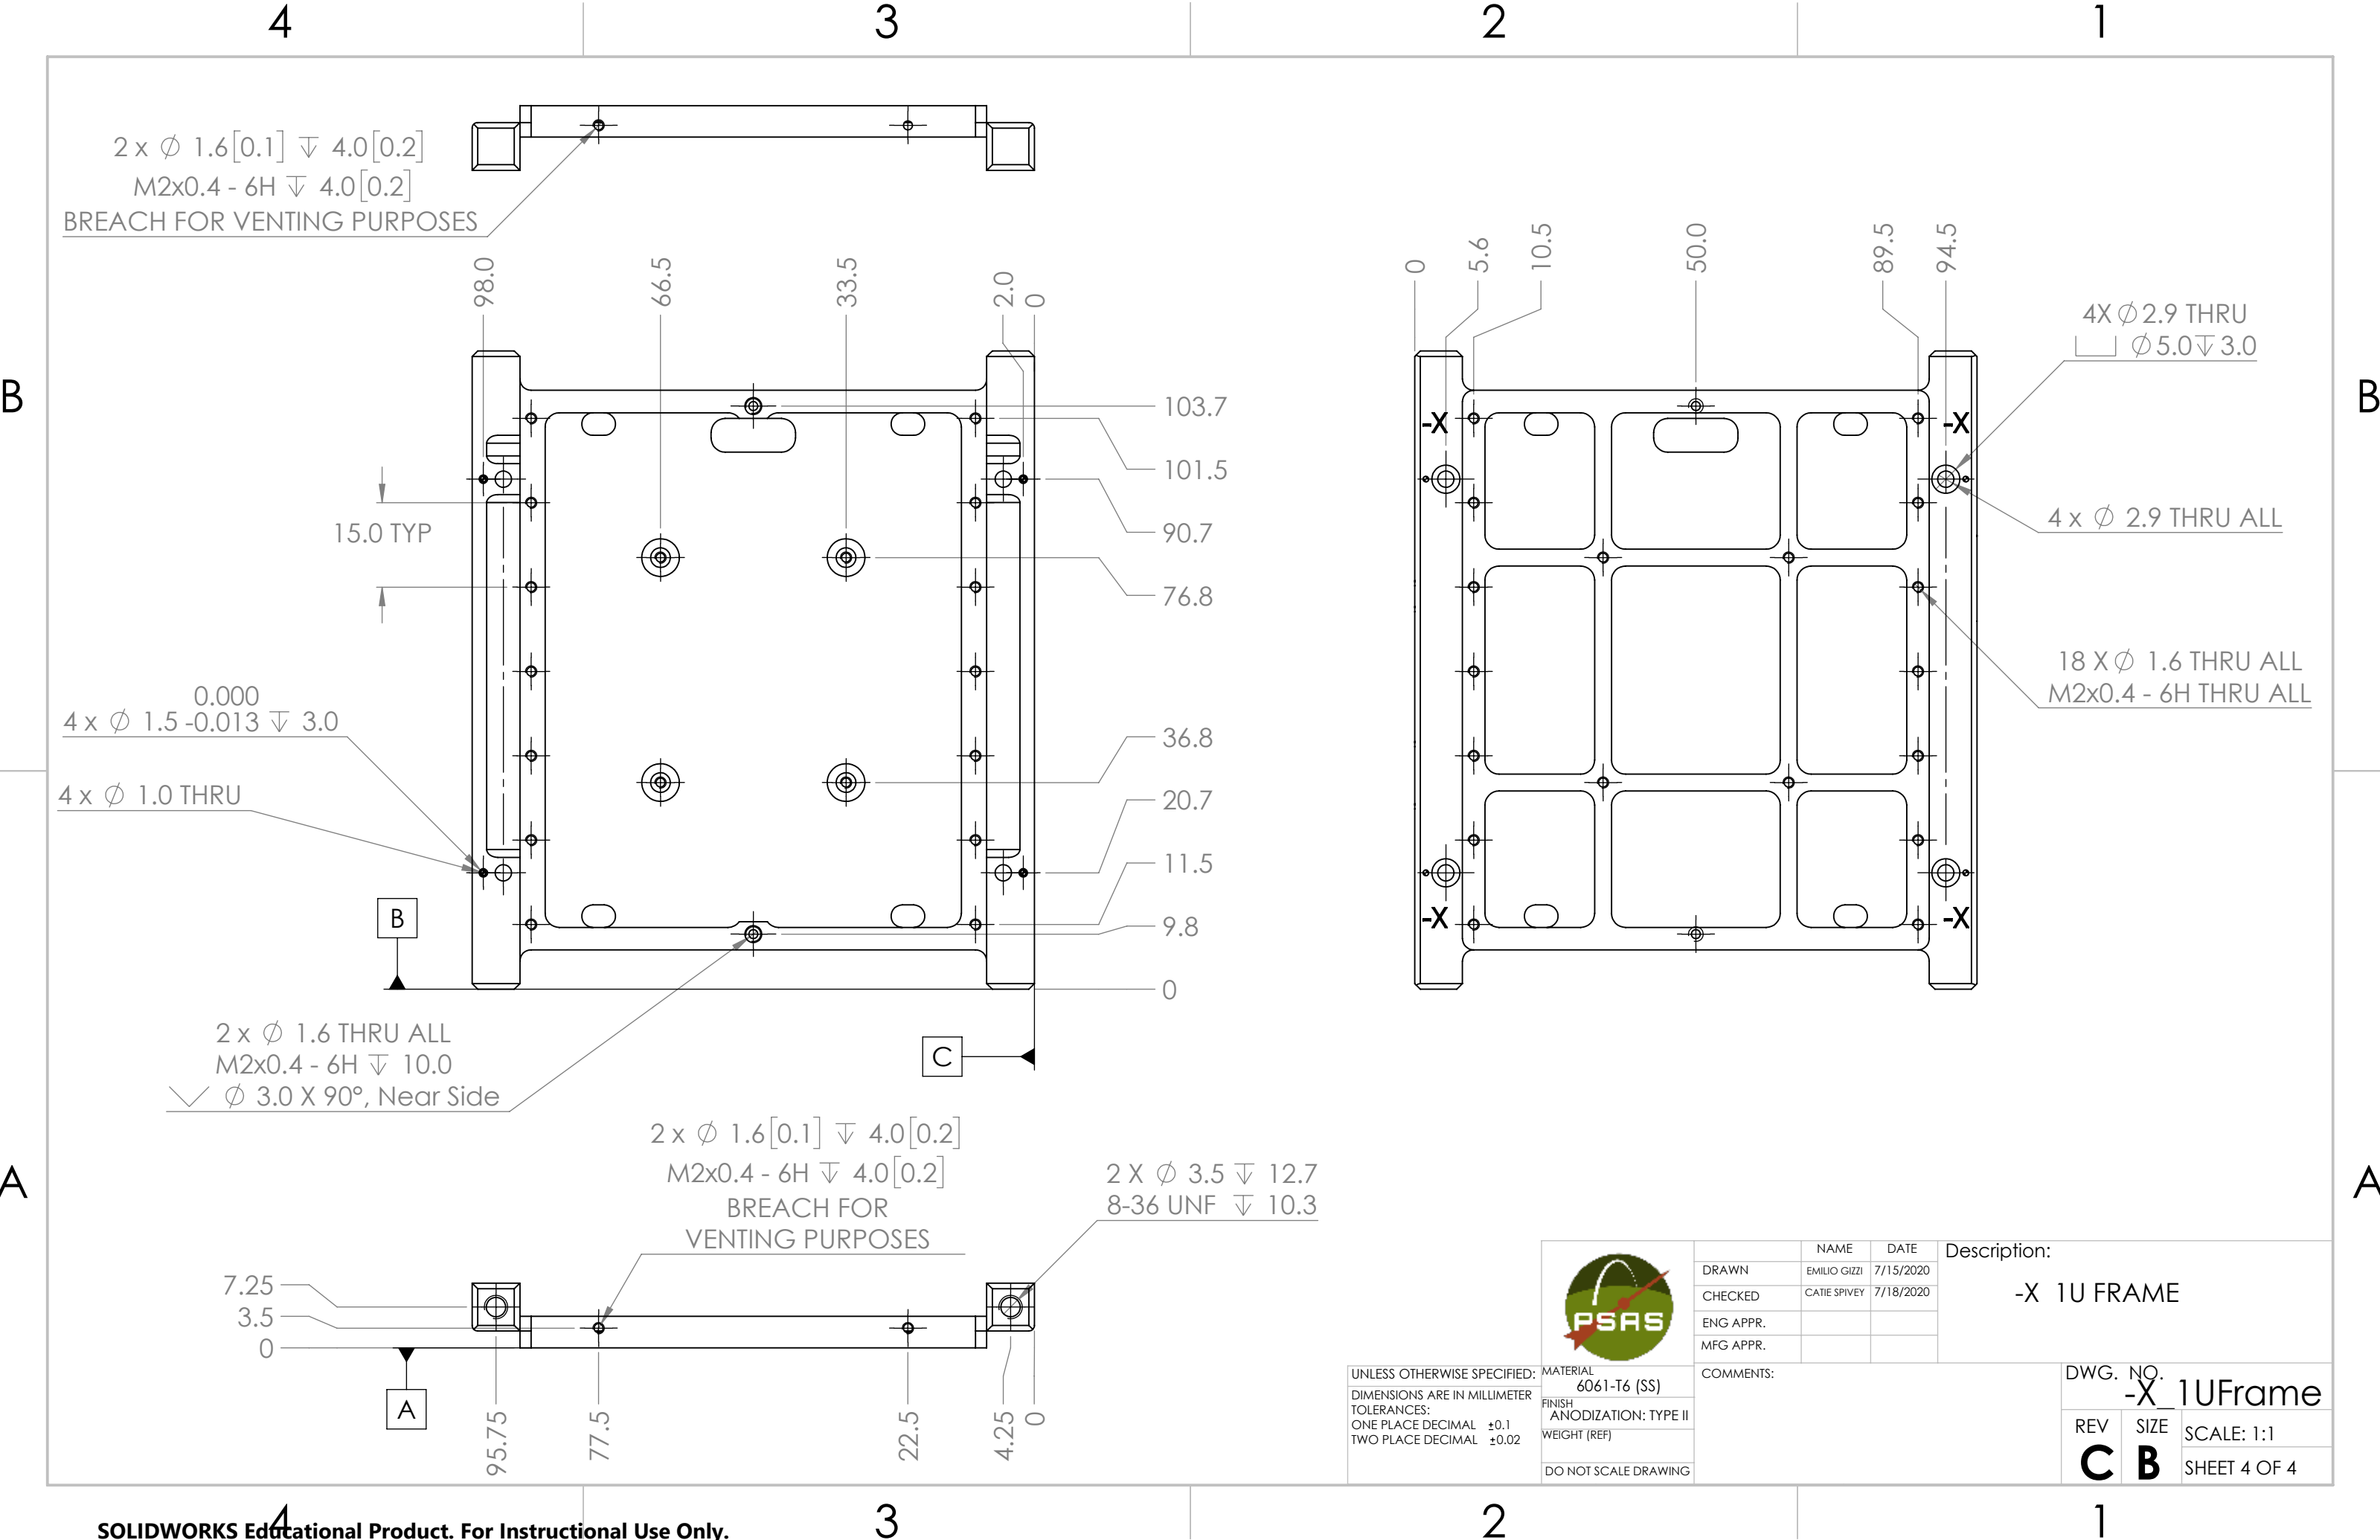 4 3 2 1
2 x ∅ 1.6[0.1] ↧ 4.0[0.2]
M2x0.4 - 6H ↧ 4.0[0.2]
BREACH FOR VENTING PURPOSES
98.0
66.5
33.5
2.0
0
0
5.6
10.5
50.0
89.5
94.5
4X ∅ 2.9 THRU
⌴ ∅ 5.0 ↧ 3.0
B
B
103.7
101.5
90.7
76.8
36.8
20.7
11.5
9.8
0
15.0 TYP
-X
-X
4 x ∅ 2.9 THRU ALL
18 X ∅ 1.6 THRU ALL
M2x0.4 - 6H THRU ALL
0.000
4 x ∅ 1.5 -0.013 ↧ 3.0
4 x ∅ 1.0 THRU
B
-X
-X
C
2 x ∅ 1.6 THRU ALL
M2x0.4 - 6H ↧ 10.0
⌵ ∅ 3.0 X 90°, Near Side
2 x ∅ 1.6[0.1] ↧ 4.0[0.2]
M2x0.4 - 6H ↧ 4.0[0.2]
BREACH FOR
VENTING PURPOSES
2 X ∅ 3.5 ↧ 12.7
8-36 UNF ↧ 10.3
A
A
7.25
3.5
0
A
95.75
77.5
22.5
4.25
0
PSAS
NAME DATE
DRAWN EMILIO GIZZI 7/15/2020
CHECKED CATIE SPIVEY 7/18/2020
ENG APPR.
MFG APPR.
Description:
-X 1U FRAME
UNLESS OTHERWISE SPECIFIED:
DIMENSIONS ARE IN MILLIMETER
TOLERANCES:
ONE PLACE DECIMAL ±0.1
TWO PLACE DECIMAL ±0.02
MATERIAL
6061-T6 (SS)
FINISH
ANODIZATION: TYPE II
WEIGHT (REF)
DO NOT SCALE DRAWING
COMMENTS:
DWG. NO.
-X_1UFrame
REV
C
SIZE
B
SCALE: 1:1
SHEET 4 OF 4
4 3 2 1
SOLIDWORKS Educational Product. For Instructional Use Only.